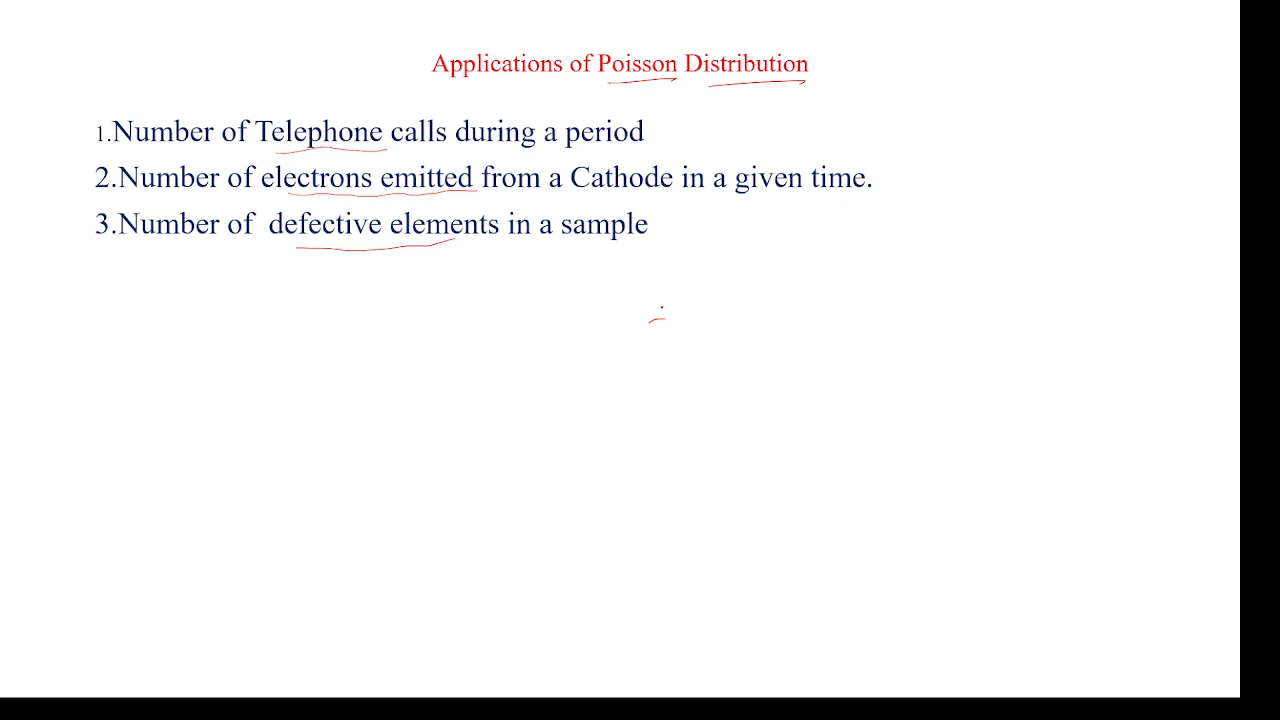 Applications of Poisson Distribution
1.Number of Telephone calls during a period
2.Number of electrons emitted from a Cathode in a given time.
3.Number of  defective elements in a sample